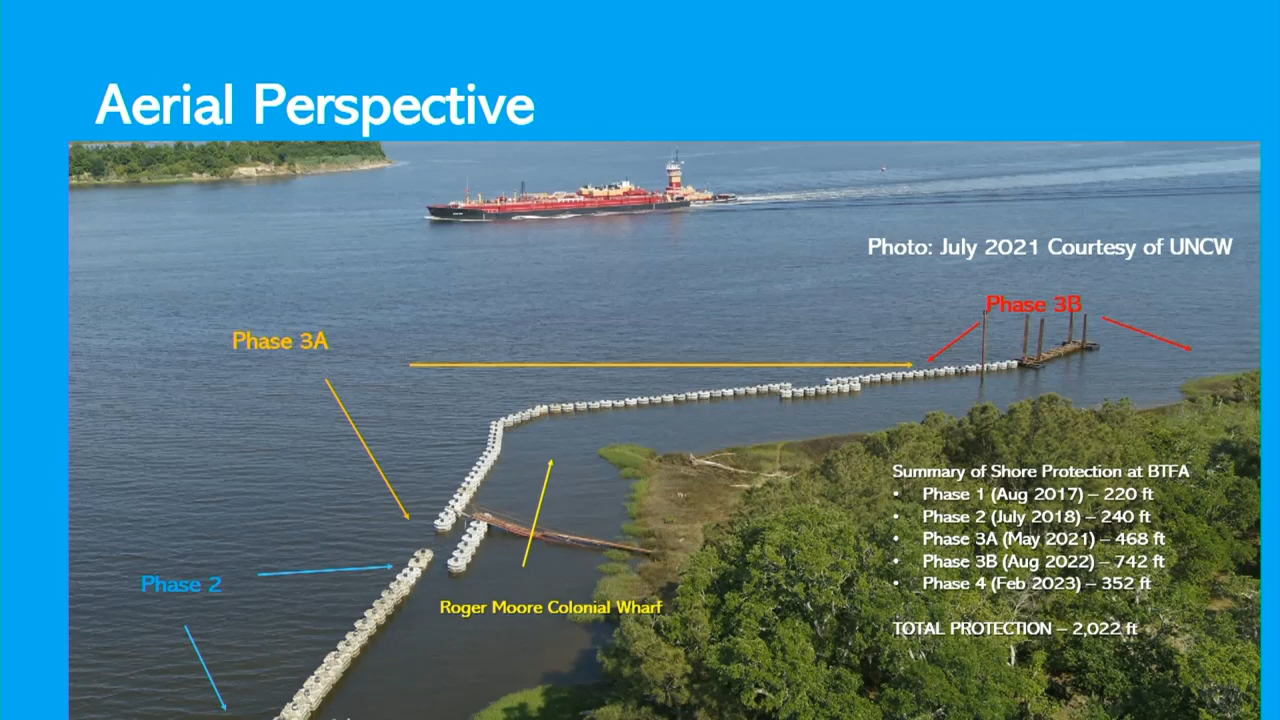 Aerial Perspective
Photo: July 2021 Courtesy of UNCW
Phase 3B
Phase 3A
Summary of Shore Protection at BTFA
• Phase 1 (Aug 2017) – 220 ft
• Phase 2 (July 2018) – 240 ft
• Phase 3A (May 2021) – 468 ft
• Phase 3B (Aug 2022) – 742 ft
• Phase 4 (Feb 2023) – 352 ft
Phase 2
Roger Moore Colonial Wharf
TOTAL PROTECTION – 2,022 ft